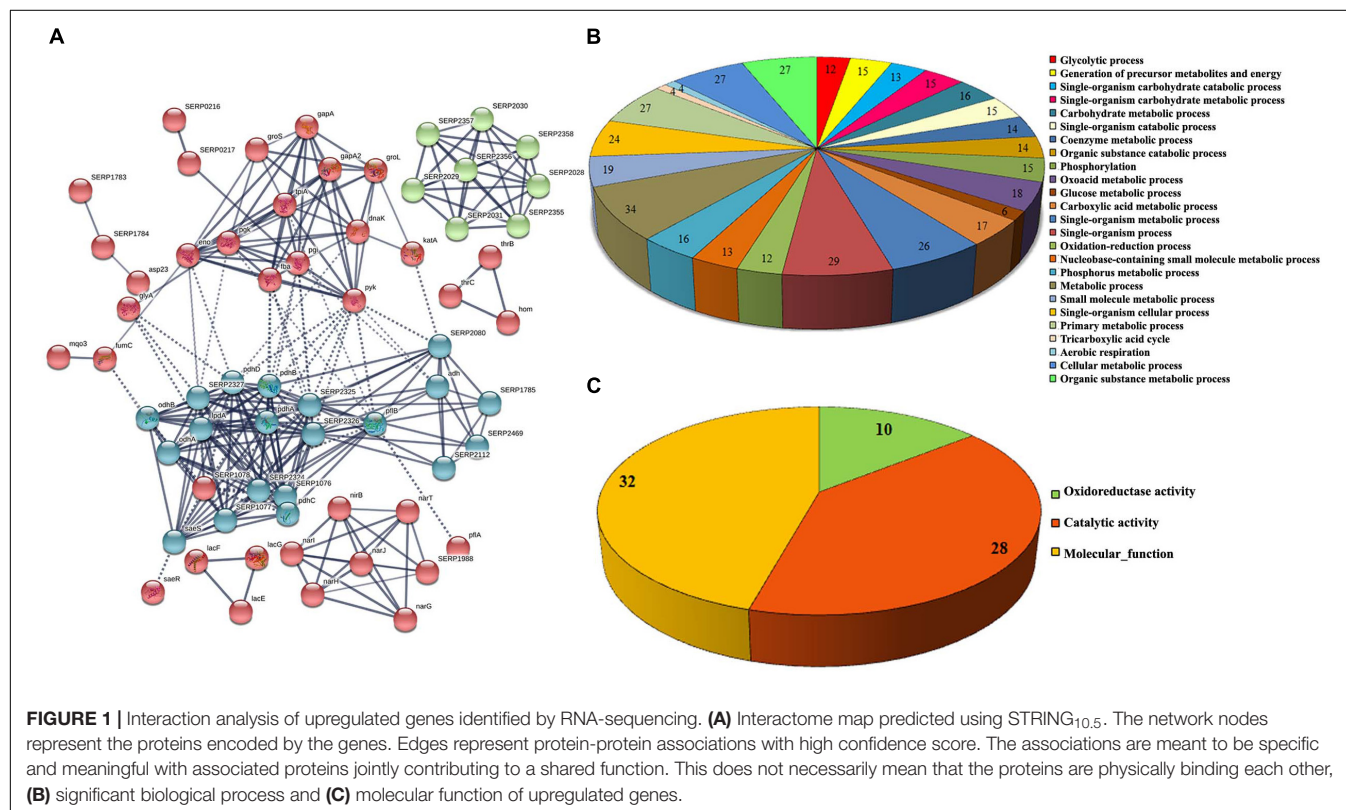 A
SERP0216
SERP0217
SERP1783
SERP1784
asp23
glyA
mqo3
fumC
groS
gapA
gapA2
groL
tpiA
dnaK
eno
pgk
pgi
fba
katA
pyk
SERP2030
SERP2357
SERP2358
SERP2356
SERP2029
SERP2028
SERP2031
SERP2355
thrB
thrC
hom
SERP2080
adh
SERP1785
SERP2469
SERP2112
pdhD
pdhB
SERP2327
SERP2325
odhB
lpdA
pdhA
SERP2326
pflB
odhA
SERP1078
SERP2324
SERP1076
SERP1077
pdhC
saeS
saeR
lacF
lacG
lacE
nirB
narT
narI
narJ
SERP1988
narH
narG
pflA
B
12
15
13
15
16
15
14
14
15
18
6
17
26
29
12
13
16
34
19
24
27
4
4
27
27
Glycolytic process
Generation of precursor metabolites and energy
Single-organism carbohydrate catabolic process
Single-organism carbohydrate metabolic process
Carbohydrate metabolic process
Single-organism catabolic process
Coenzyme metabolic process
Organic substance catabolic process
Phosphorylation
Oxoacid metabolic process
Glucose metabolic process
Carboxylic acid metabolic process
Single-organism metabolic process
Single-organism process
Oxidation-reduction process
Nucleobase-containing small molecule metabolic process
Phosphorus metabolic process
Metabolic process
Small molecule metabolic process
Single-organism cellular process
Primary metabolic process
Tricarboxylic acid cycle
Aerobic respiration
Cellular metabolic process
Organic substance metabolic process
C
10
28
32
Oxidoreductase activity
Catalytic activity
Molecular_function
FIGURE 1 | Interaction analysis of upregulated genes identified by RNA-sequencing. (A) Interactome map predicted using STRING10.5. The network nodes
represent the proteins encoded by the genes. Edges represent protein-protein associations with high confidence score. The associations are meant to be specific
and meaningful with associated proteins jointly contributing to a shared function. This does not necessarily mean that the proteins are physically binding each other,
(B) significant biological process and (C) molecular function of upregulated genes.